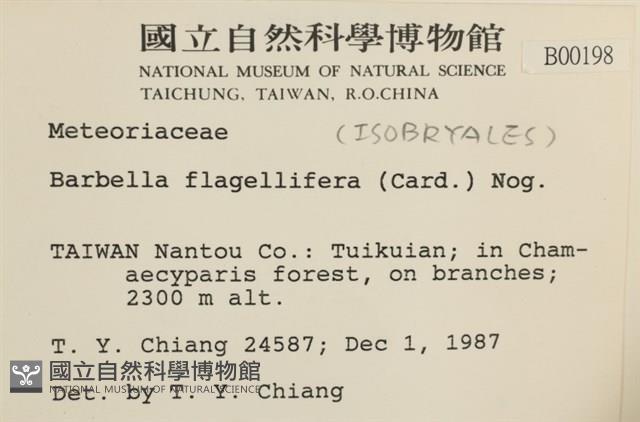 國立自然科學博物館
B00198
NATIONAL MUSEUM OF NATURAL SCIENCE
TAICHUNG, TAIWAN, R.O.CHINA
Meteoriaceae (ISOBRYALES)
Barbella flagellifera (Card.) Nog.
TAIWAN Nantou Co.: Tuikuian; in Cham-
aecyparis forest, on branches;
2300 m alt.
T. Y. Chiang 24587; Dec 1, 1987
國立自然科學博物館
NATIONAL MUSEUM OF NATURAL SCIENCE
Det. by T. Y. Chiang